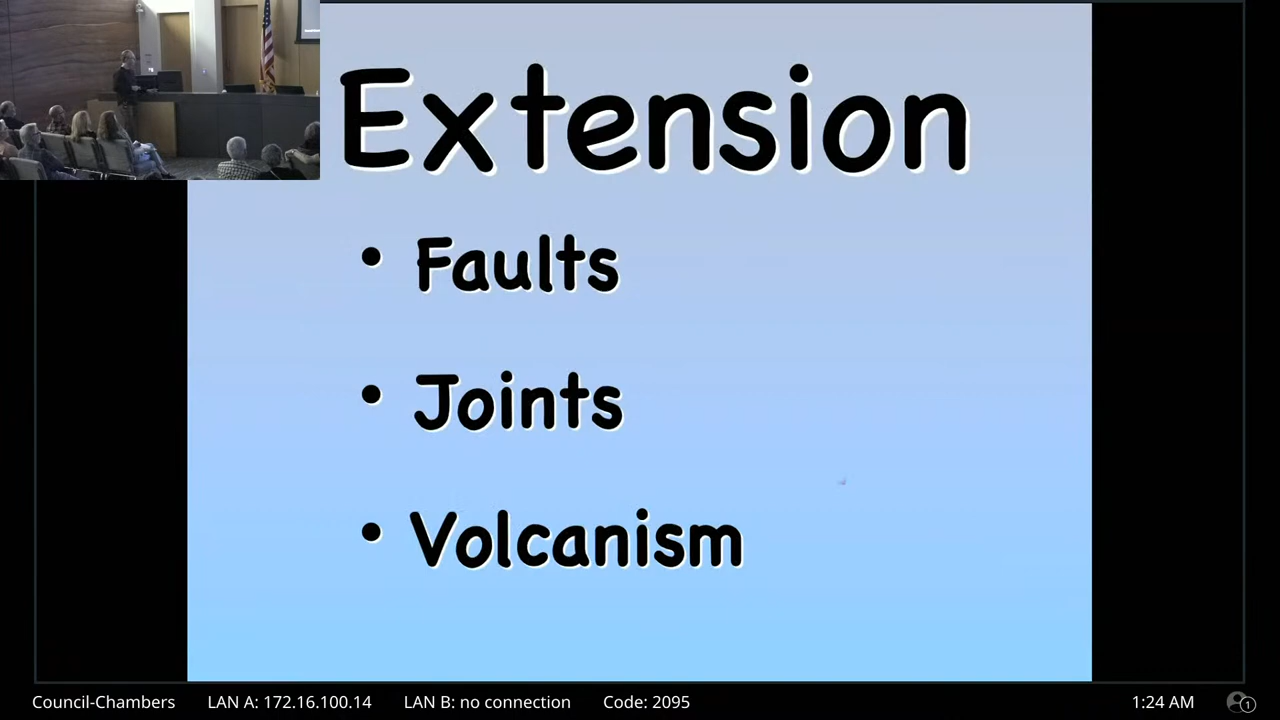 Extension
• Faults
• Joints
• Volcanism
Council-Chambers LAN A: 172.16.100.14 LAN B: no connection Code: 2095 1:24 AM 1